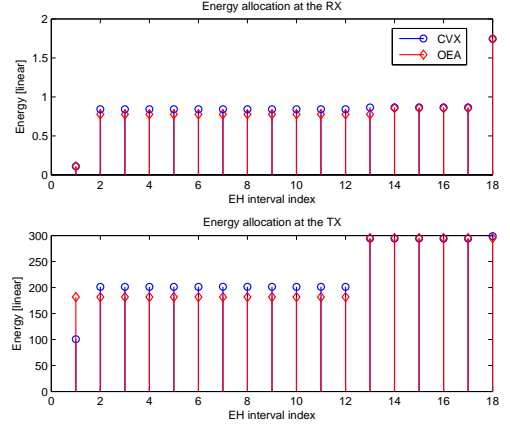 Energy allocation at the RX
2
1.5
1
0.5
0
Energy [linear]
CVX
OEA
0 2 4 6 8 10 12 14 16 18
EH interval index
Energy allocation at the TX
300
250
200
150
100
50
0
Energy [linear]
0 2 4 6 8 10 12 14 16 18
EH interval index